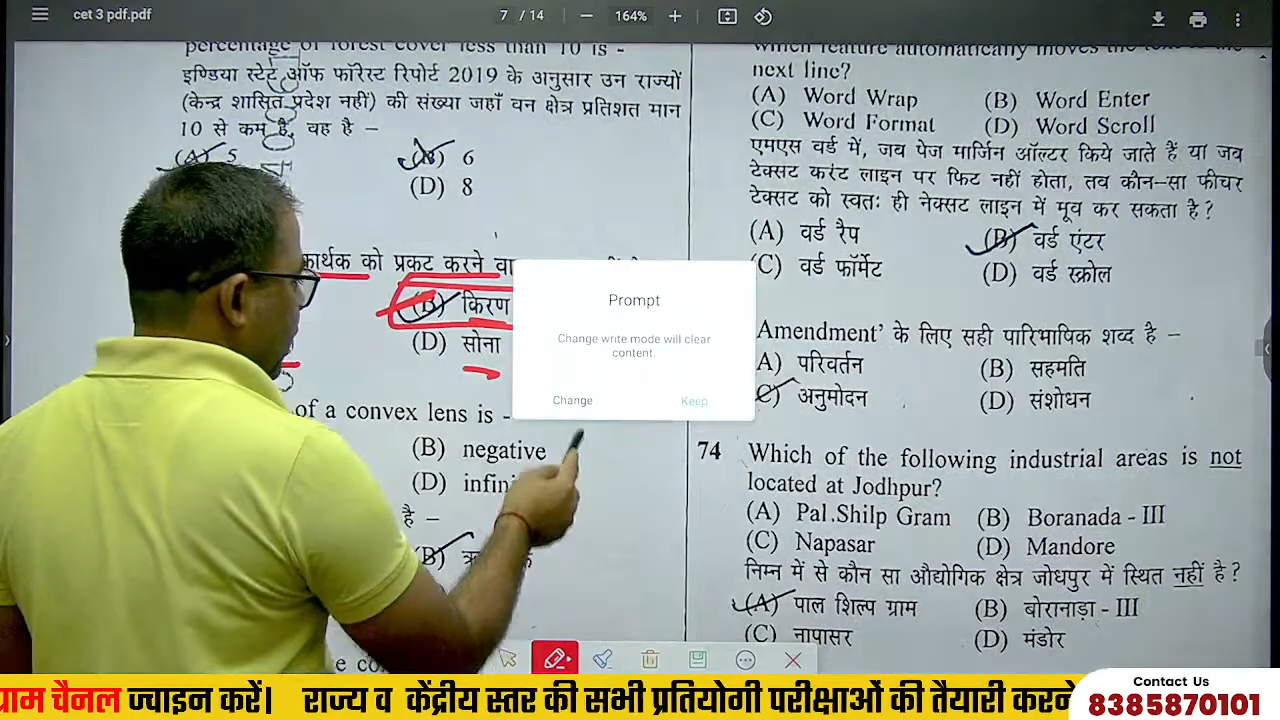 cet 3 pdf.pdf
7 / 14
164%
percentage of forest cover less than 10 is -
इण्डिया स्टेट ऑफ फॉरेस्ट रिपोर्ट 2019 के अनुसार उन राज्यों
(केन्द्र शासित प्रदेश नहीं) की संख्या जहाँ वन क्षेत्र प्रतिशत मान
10 से कम है, वह है –
(A) 5
(B) 6
(D) 8
कार्थक को प्रकट करने
(B) किरण
(D) सोना
of a convex lens is -
(B) negative
(D) infini
है –
(B)
which feature automatically moves the
next line?
(A) Word Wrap (B) Word Enter
(C) Word Format (D) Word Scroll
एमएस वर्ड में, जब पेज मार्जिन ऑल्टर किये जाते हैं या जब
टेक्सट करंट लाइन पर फिट नहीं होता, तव कौन–सा फीचर
टेक्सट को स्वतः ही नेक्सट लाइन में मूव कर सकता है ?
(A) वर्ड रैप
(B) वर्ड एंटर
(C) वर्ड फॉर्मेट
(D) वर्ड स्क्रोल
Amendment' के लिए सही पारिभाषिक शब्द है –
A) परिवर्तन (B) सहमति
C) अनुमोदन (D) संशोधन
74 Which of the following industrial areas is not
located at Jodhpur?
(A) Pal.Shilp Gram (B) Boranada - III
(C) Napasar (D) Mandore
निम्न में से कौन सा औद्योगिक क्षेत्र जोधपुर में स्थित नहीं है ?
(A) पाल शिल्प ग्राम (B) बोरानाड़ा - III
(C) नापासर (D) मंडोर
Prompt
Change write mode will clear
content.
Change Keep
ग्राम चैनल ज्वाइन करें। राज्य व केंद्रीय स्तर की सभी प्रतियोगी परीक्षाओं की तैयारी करने
Contact Us
8385870101